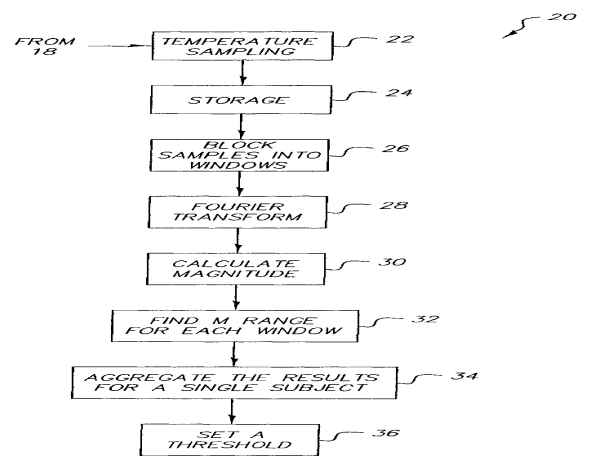 20
FROM
18
TEMPERATURE
SAMPLING
22
STORAGE
24
BLOCK
SAMPLES INTO
WINDOWS
26
FOURIER
TRANSFORM
28
CALCULATE
MAGNITUDE
30
FIND M RANGE
FOR EACH WINDOW
32
AGGREGATE THE RESULTS
FOR A SINGLE SUBJECT
34
SET A
THRESHOLD
36